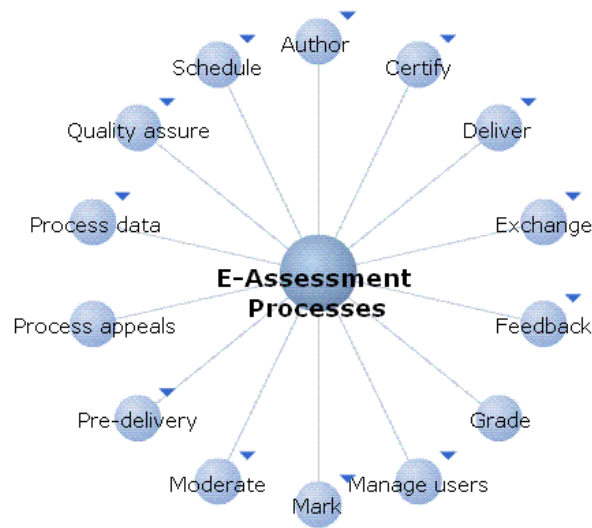 Author
Schedule
Certify
Quality assure
Deliver
Process data
Exchange
E-Assessment
Processes
Process appeals
Feedback
Pre-delivery
Grade
Moderate
Manage users
Mark